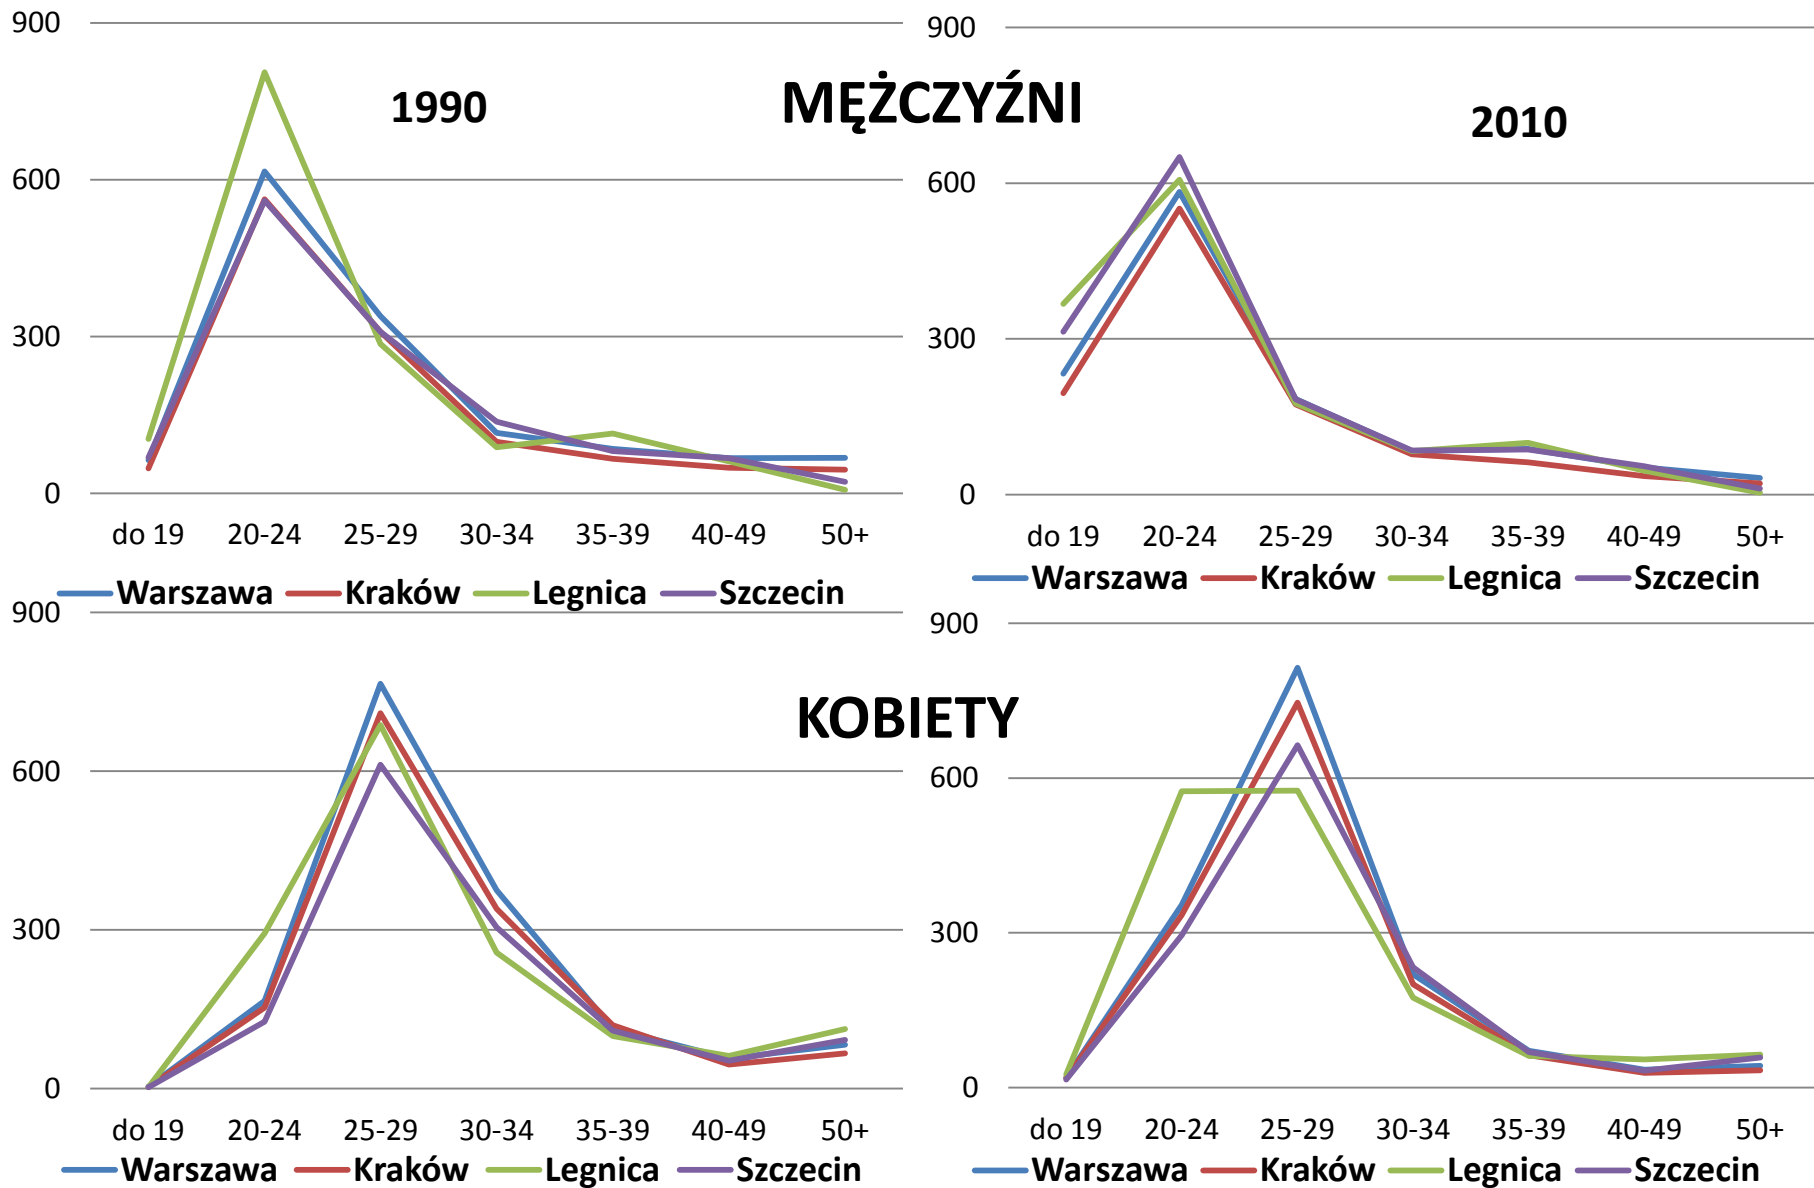 MĘŻCZYŹNI
1990
900
600
300
0
do 19 20-24 25-29 30-34 35-39 40-49 50+
Warszawa Kraków Legnica Szczecin
2010
900
600
300
0
do 19 20-24 25-29 30-34 35-39 40-49 50+
Warszawa Kraków Legnica Szczecin
KOBIETY
900
600
300
0
do 19 20-24 25-29 30-34 35-39 40-49 50+
Warszawa Kraków Legnica Szczecin
900
600
300
0
do 19 20-24 25-29 30-34 35-39 40-49 50+
Warszawa Kraków Legnica Szczecin